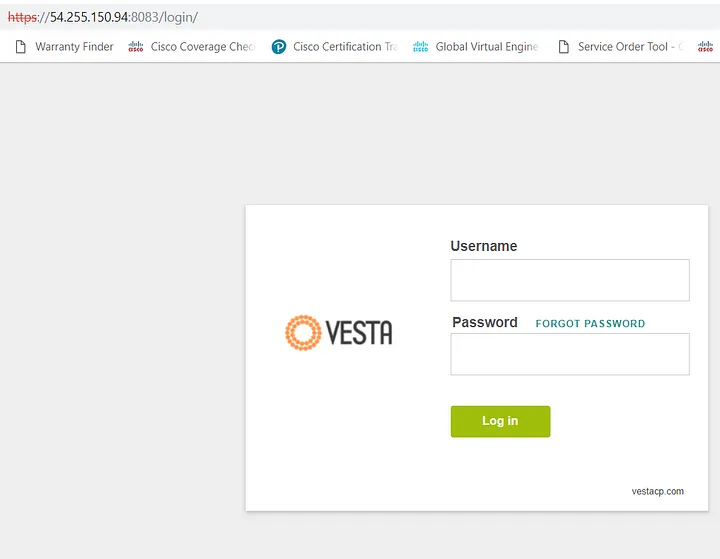 https://54.255.150.94:8083/login/
Warranty Finder Cisco Coverage Chec Cisco Certification Tra Global Virtual Engine Service Order Tool - C
Username
Password FORGOT PASSWORD
VESTA
Log in
vestacp.com